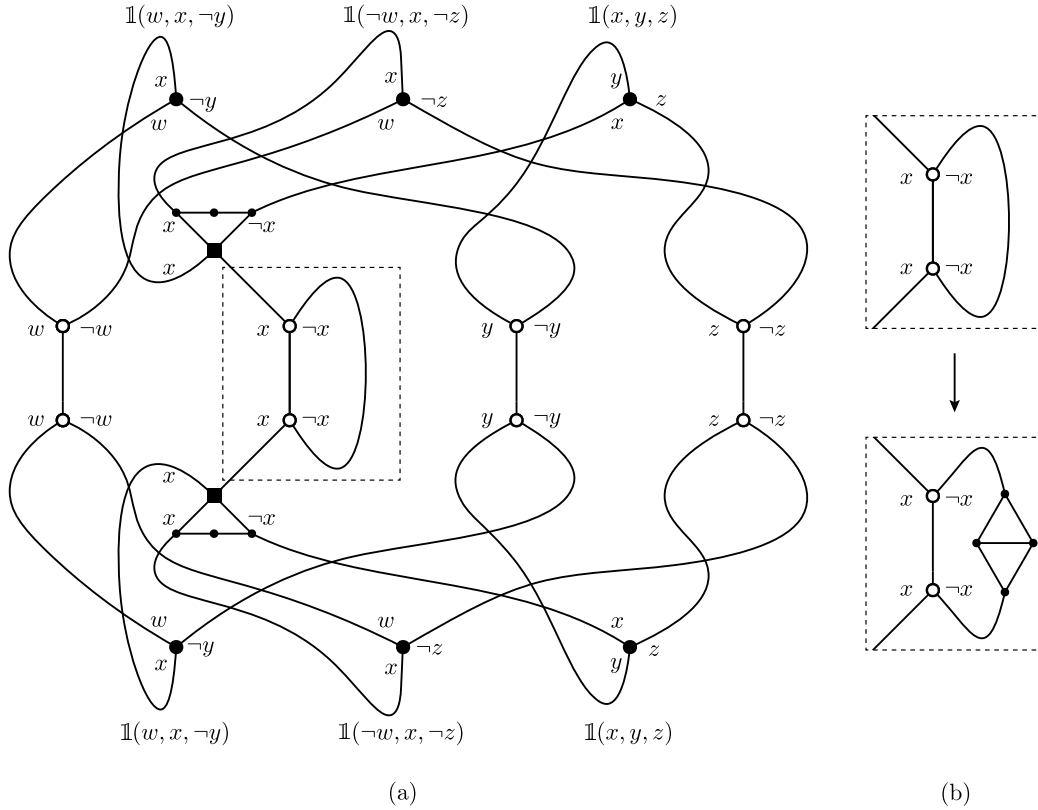 𝟙(w, x, ¬y) 𝟙(¬w, x, ¬z) 𝟙(x, y, z)
x x y
¬y ¬z z
w w x
x ¬x x ¬x
x ¬x
x
w ¬w x ¬x y ¬y z ¬z
x ¬x
w ¬w x ¬x y ¬y z ¬z
x
x ¬x
x ¬x
x ¬x
w w x
¬y ¬z z
x x y
𝟙(w, x, ¬y) 𝟙(¬w, x, ¬z) 𝟙(x, y, z)
(a) (b)